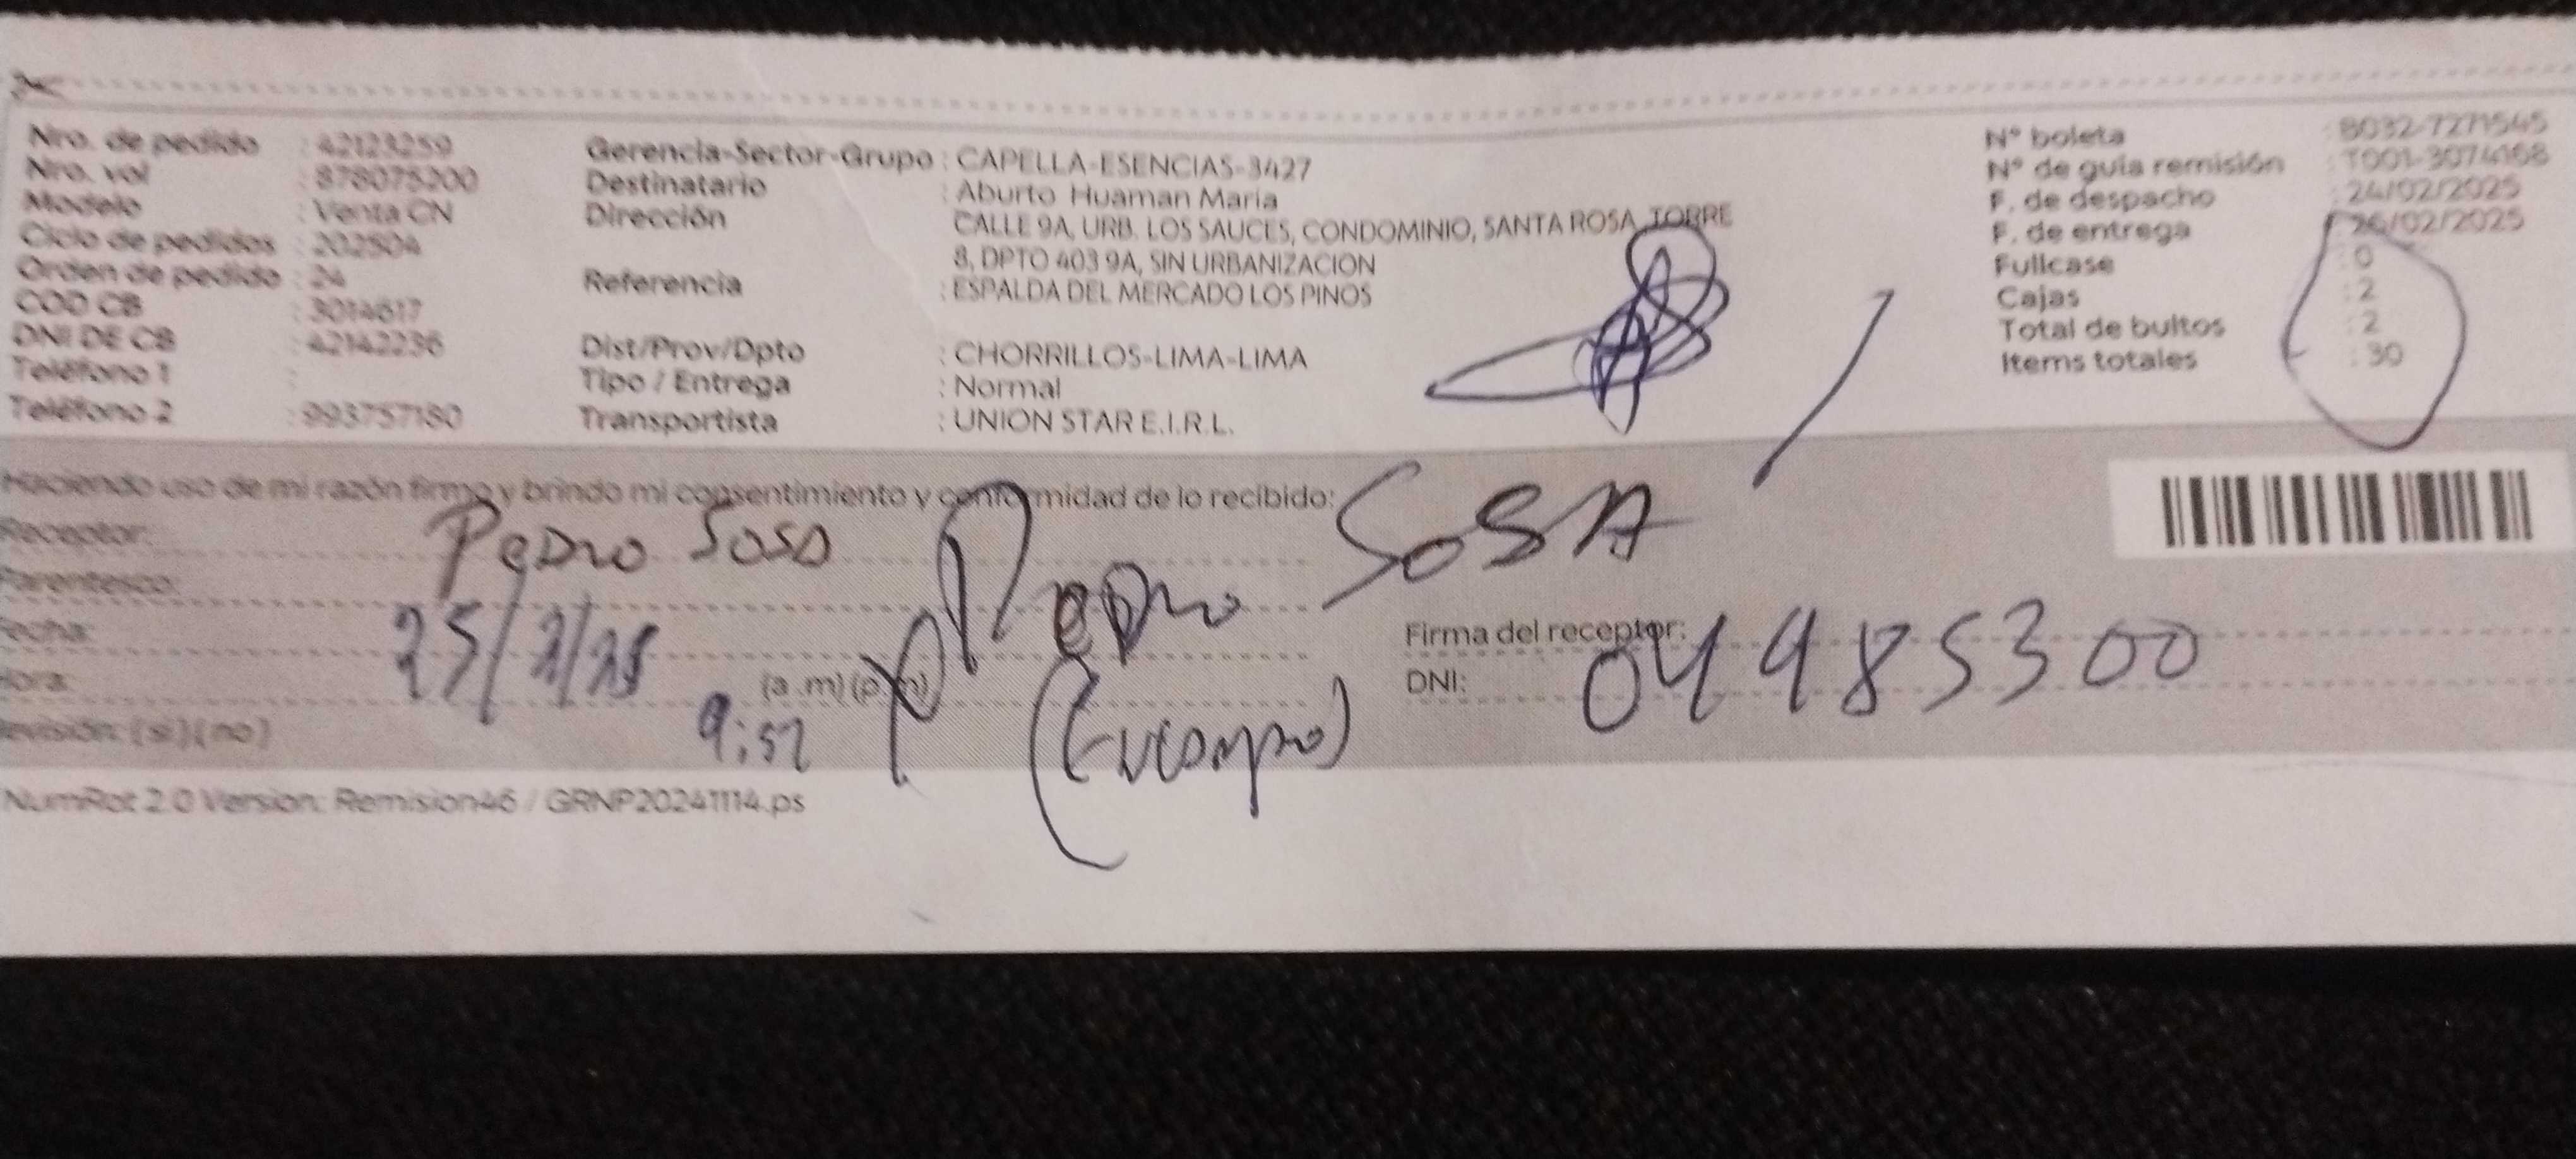 Nro. de pedido : 42123259
Nro. vol : 878075200
Modelo : Venta CN
Ciclo de pedidos : 202504
Orden de pedido : 24
COD CB : 3014617
DNI DE CB : 42142236
Teléfono 1 :
Teléfono 2 : 993757180
Gerencia-Sector-Grupo : CAPELLA-ESENCIAS-3427
Destinatario : Aburto Huaman Maria
Dirección CALLE 9A, URB. LOS SAUCES, CONDOMINIO, SANTA ROSA, TORRE
8, DPTO 403 9A, SIN URBANIZACION
Referencia : ESPALDA DEL MERCADO LOS PINOS
Dist/Prov/Dpto : CHORRILLOS-LIMA-LIMA
Tipo / Entrega : Normal
Transportista : UNION STAR E.I.R.L.
N° boleta : B032-7271545
N° de guía remisión : T001-3074168
F. de despacho : 24/02/2025
F. de entrega : 26/02/2025
Fullcase : 0
Cajas : 2
Total de bultos : 2
Items totales : 30
Haciendo uso de mi razón firmo y brindo mi consentimiento y conformidad de lo recibido:
Receptor: Pedro Sosa
Parentesco:
Fecha:
Hora: (a.m) (p.m)
9:52
Revisión: (si) (no)
Pedro SOSA
Firma del receptor:
DNI: 04985300
NumRot 2.0 Version: Remision46 / GRNP20241114.ps